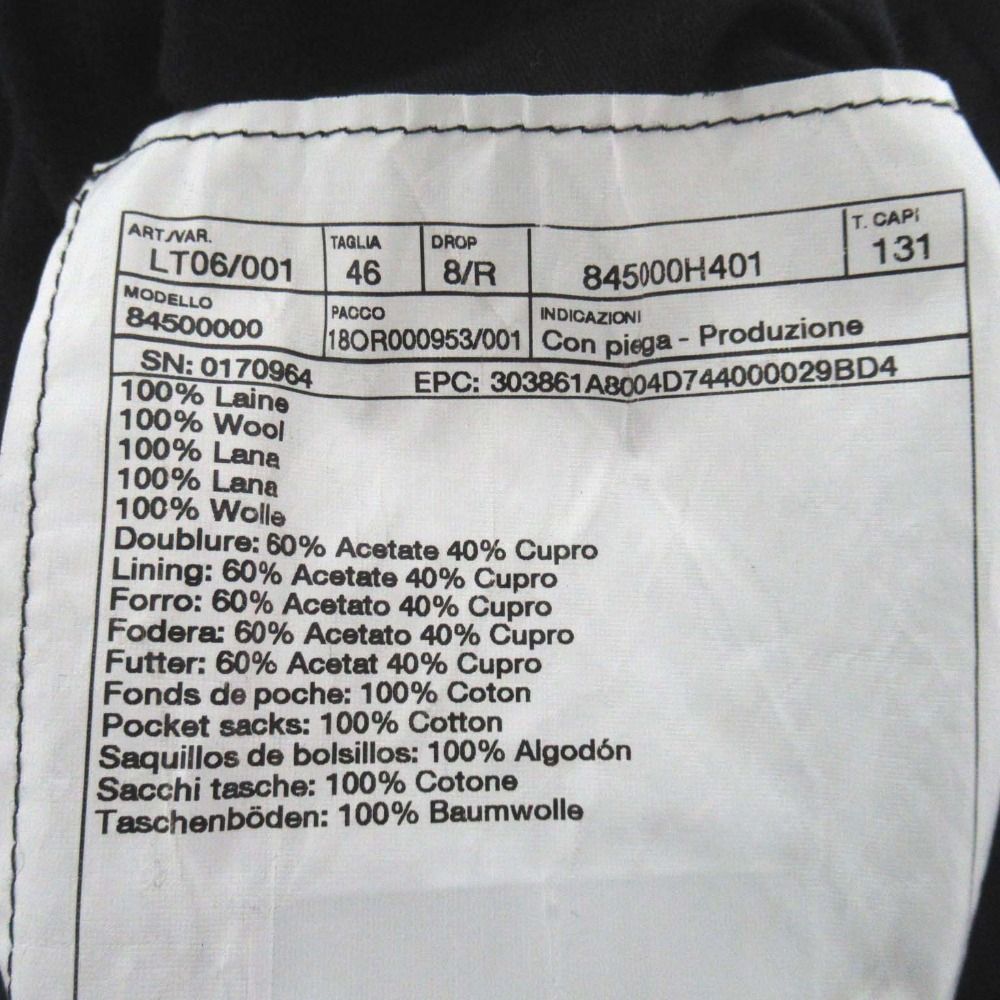 ART./VAR. TAGLIA DROP T. CAPI
LT06/001 46 8/R 845000H401 131
MODELLO PACCO INDICAZIONI
84500000 18OR000953/001 Con piega - Produzione
SN: 0170964 EPC: 303861A8004D744000029BD4
100% Laine
100% Wool
100% Lana
100% Lana
100% Wolle
Doublure: 60% Acetate 40% Cupro
Lining: 60% Acetate 40% Cupro
Forro: 60% Acetato 40% Cupro
Fodera: 60% Acetato 40% Cupro
Futter: 60% Acetat 40% Cupro
Fonds de poche: 100% Coton
Pocket sacks: 100% Cotton
Saquillos de bolsillos: 100% Algodón
Sacchi tasche: 100% Cotone
Taschenböden: 100% Baumwolle